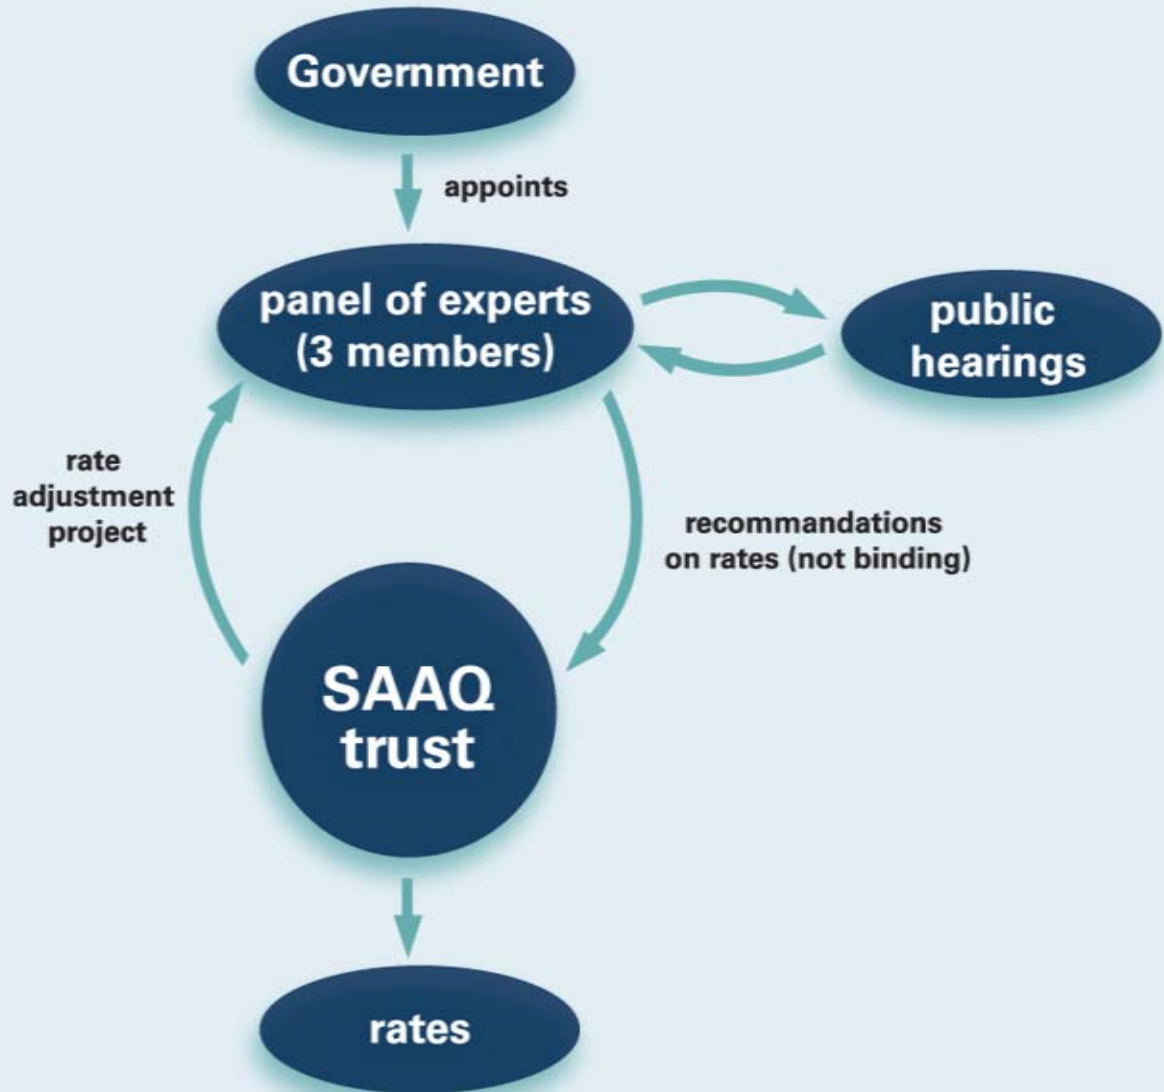 Government
appoints
panel of experts
(3 members)
public
hearings
rate
adjustment
project
recommandations
on rates (not binding)
SAAQ
trust
rates